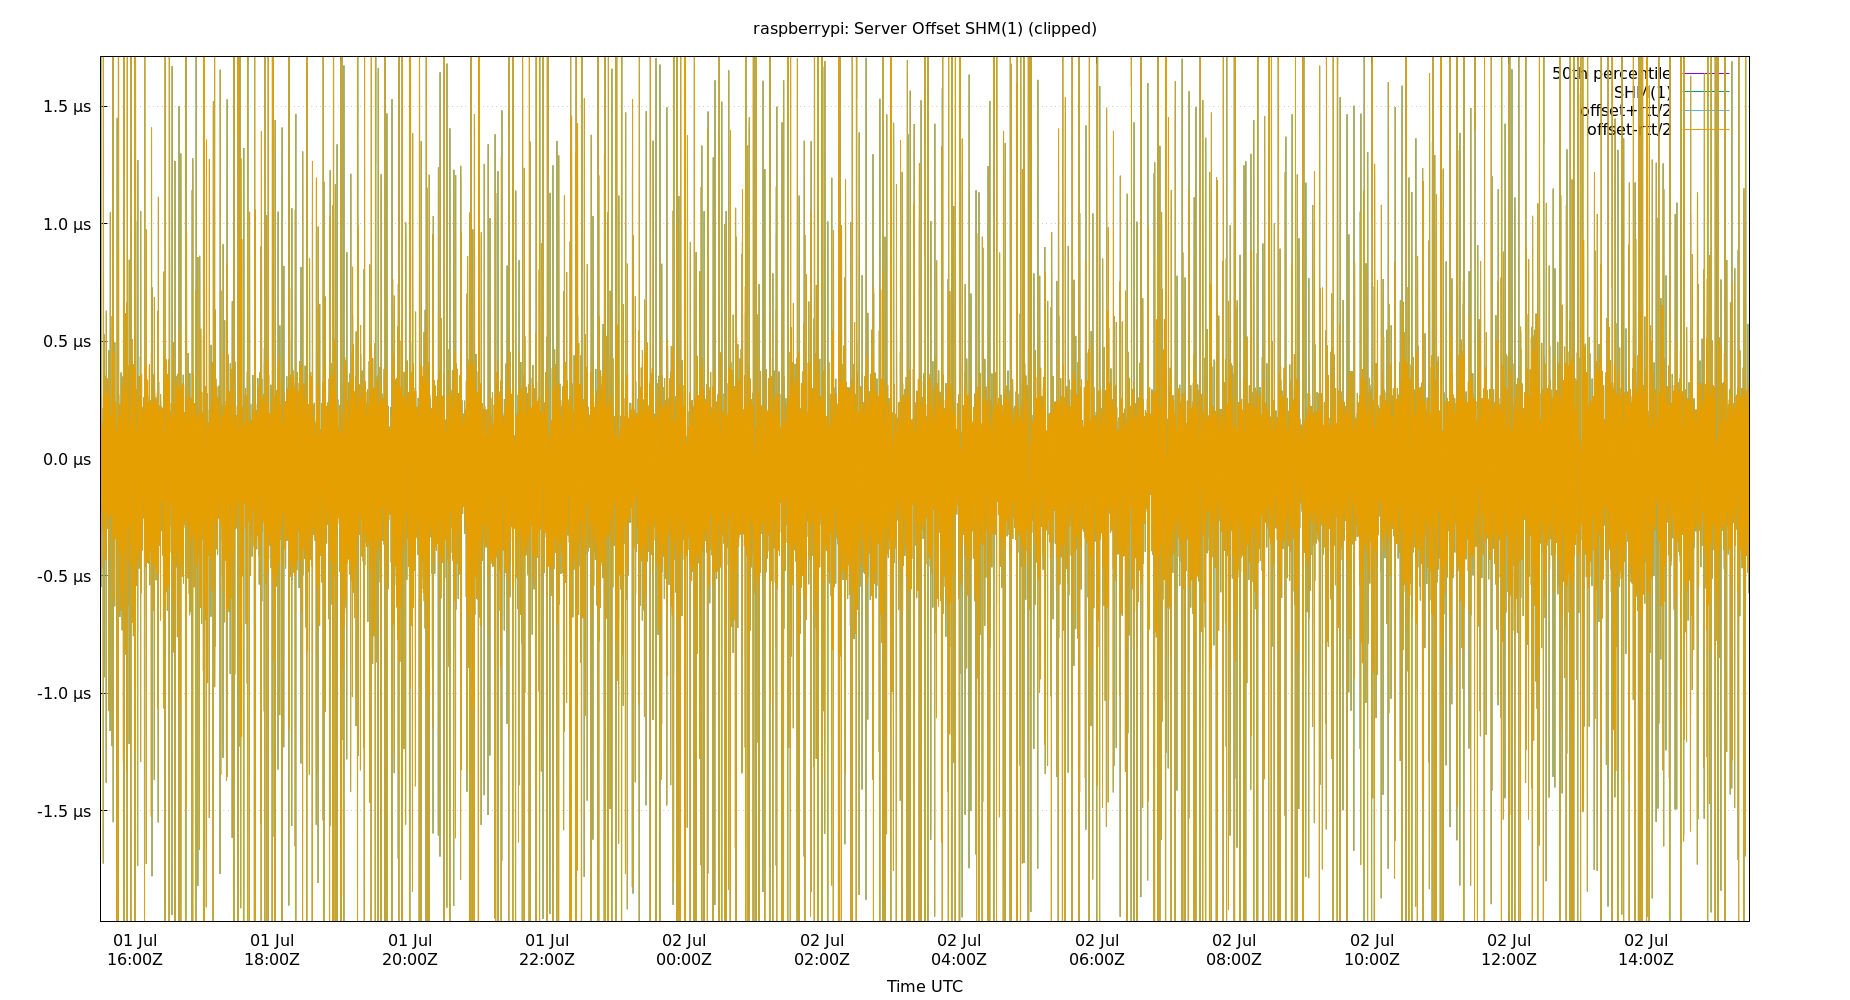 raspberrypi: Server Offset SHM(1) (clipped)
50th percentile
SHM(1)
offset+rtt/2
offset-rtt/2
1.5 µs
1.0 µs
0.5 µs
0.0 µs
-0.5 µs
-1.0 µs
-1.5 µs
01 Jul 01 Jul 01 Jul 01 Jul 02 Jul 02 Jul 02 Jul 02 Jul 02 Jul 02 Jul 02 Jul 02 Jul
16:00Z 18:00Z 20:00Z 22:00Z 00:00Z 02:00Z 04:00Z 06:00Z 08:00Z 10:00Z 12:00Z 14:00Z
Time UTC